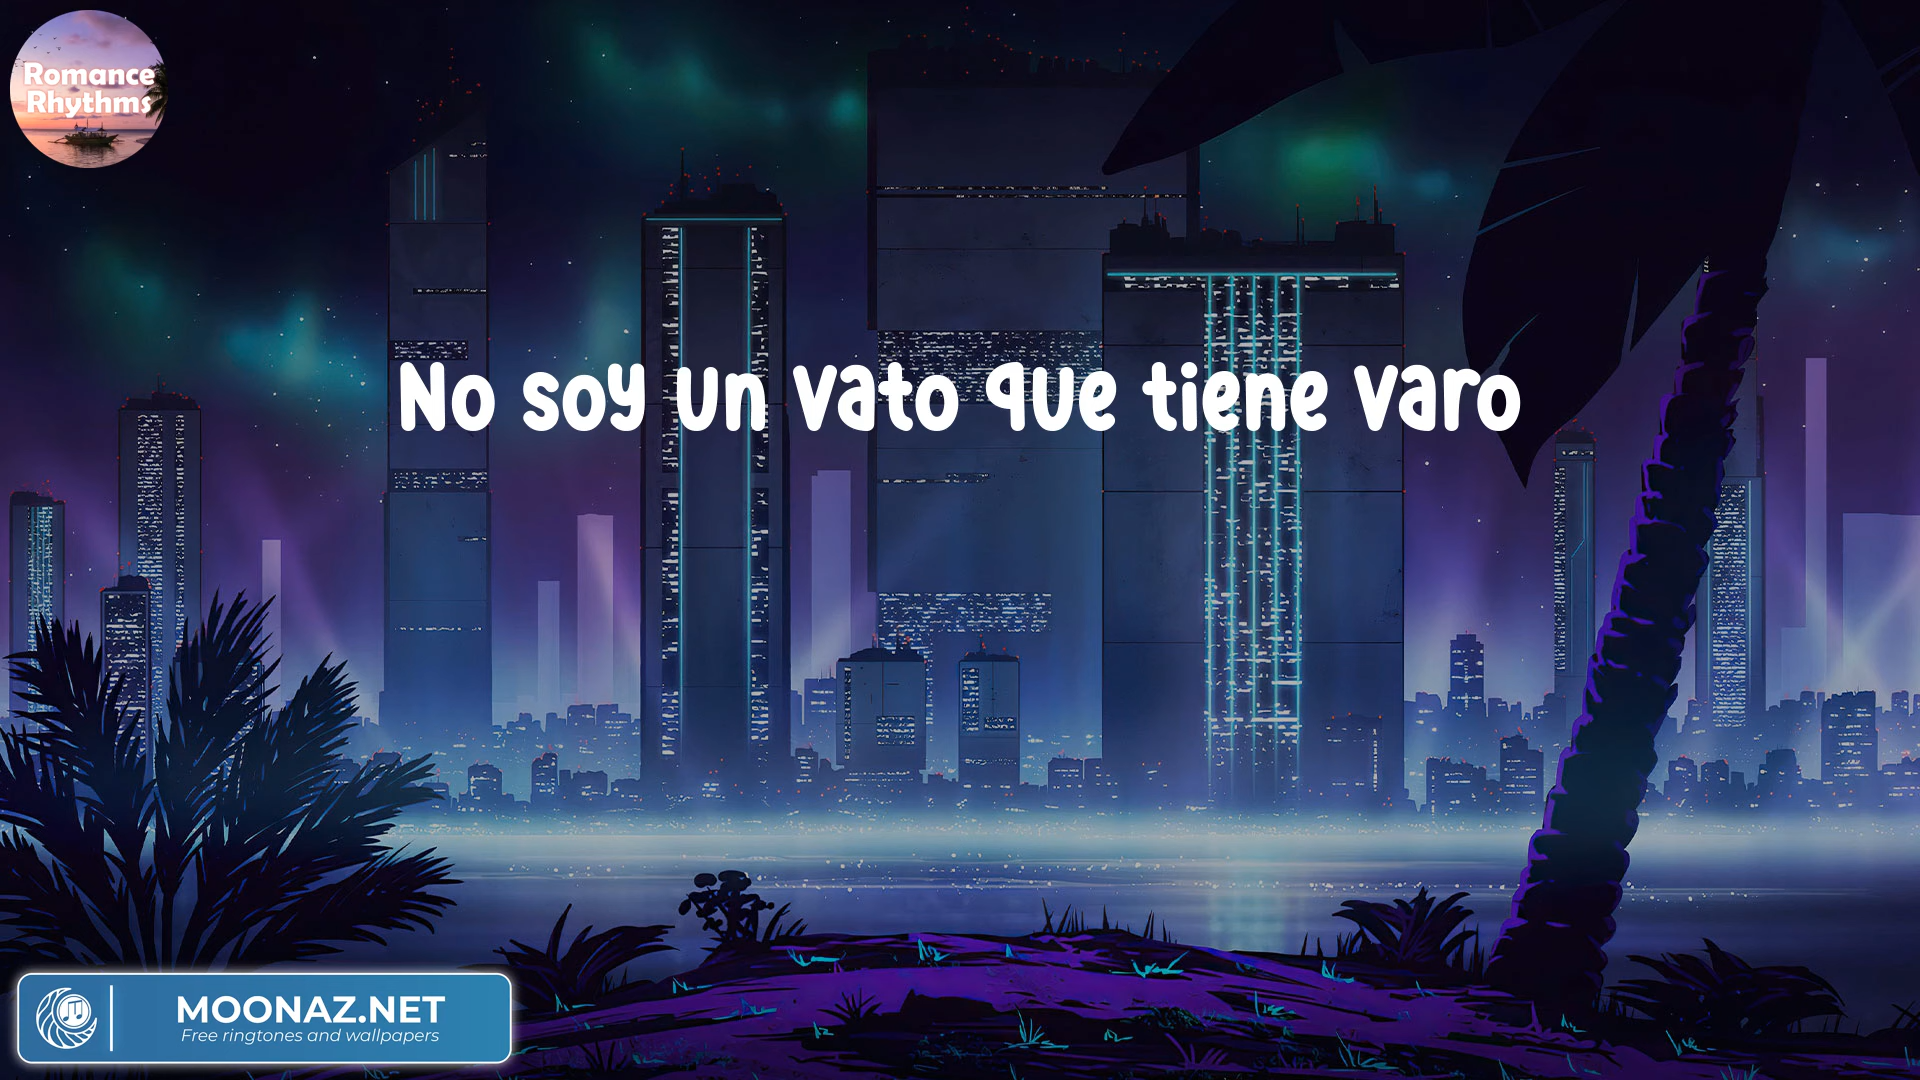 Romance
Rhythms
No soy un vato que tiene varo
MOONAZ.NET
Free ringtones and wallpapers